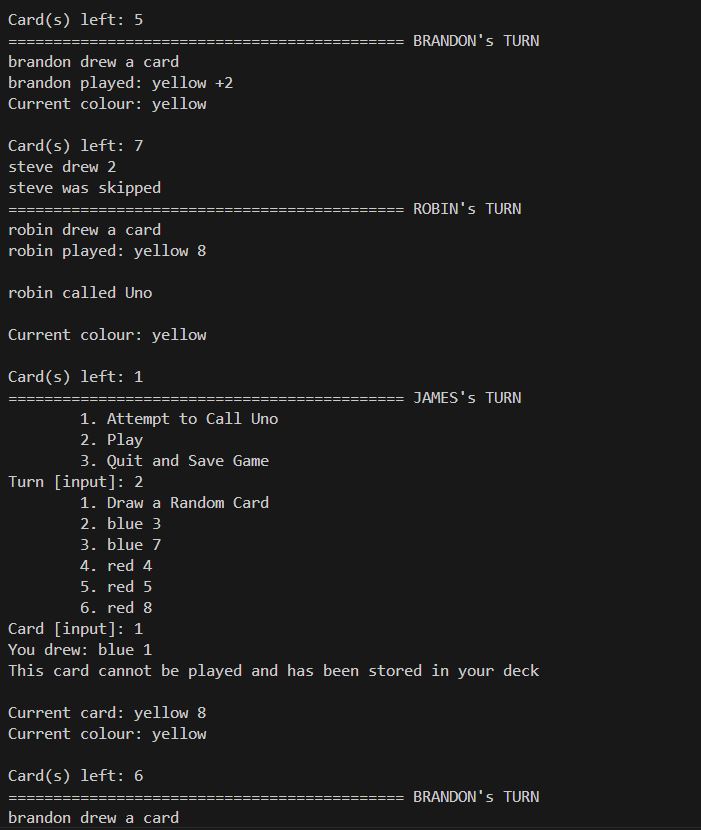 Card(s) left: 5
============================================ BRANDON's TURN
brandon drew a card
brandon played: yellow +2
Current colour: yellow
Card(s) left: 7
steve drew 2
steve was skipped
============================================ ROBIN's TURN
robin drew a card
robin played: yellow 8
robin called Uno
Current colour: yellow
Card(s) left: 1
============================================ JAMES's TURN
1. Attempt to Call Uno
2. Play
3. Quit and Save Game
Turn [input]: 2
1. Draw a Random Card
2. blue 3
3. blue 7
4. red 4
5. red 5
6. red 8
Card [input]: 1
You drew: blue 1
This card cannot be played and has been stored in your deck
Current card: yellow 8
Current colour: yellow
Card(s) left: 6
============================================ BRANDON's TURN
brandon drew a card